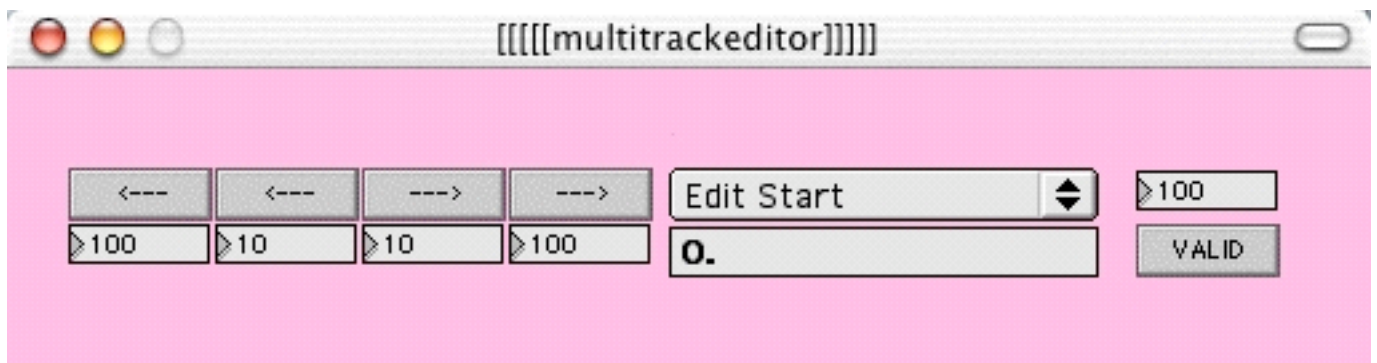 [[[[[multitrackeditor]]]]]
<--- <--- ---> ---> Edit Start 100
100 10 10 100 0. VALID